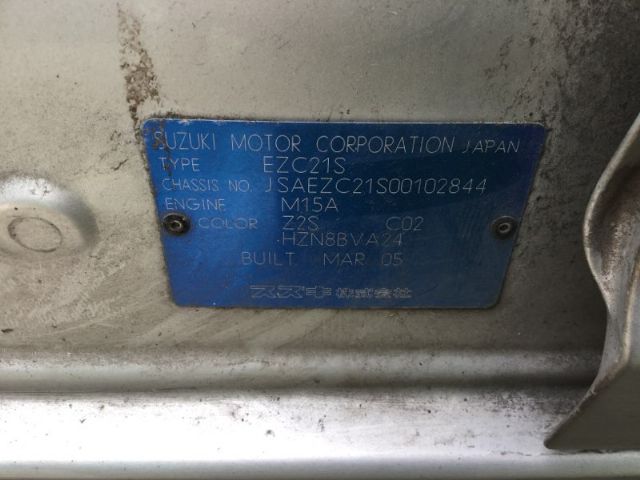 SUZUKI MOTOR CORPORATION JAPAN
TYPE EZC21S
CHASSIS NO. JSAEZC21S00102844
ENGINE M15A
COLOR Z2S C02
HZN8BVA24
BUILT MAR 05
スズキ株式会社